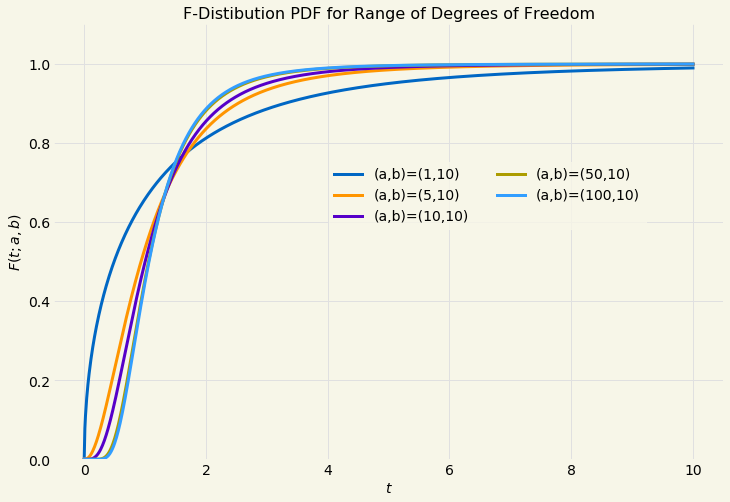 F-Distibution PDF for Range of Degrees of Freedom
F(t; a, b)
1.0
0.8
0.6
0.4
0.2
0.0
(a,b)=(1,10)
(a,b)=(5,10)
(a,b)=(10,10)
(a,b)=(50,10)
(a,b)=(100,10)
0 2 4 6 8 10
t